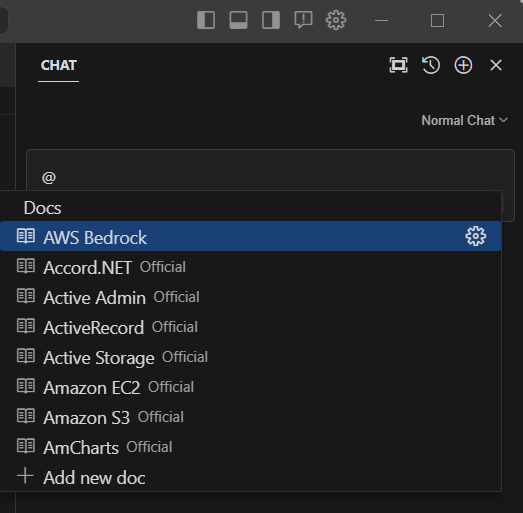 CHAT
Normal Chat
@
Docs
AWS Bedrock
Accord.NET Official
Active Admin Official
ActiveRecord Official
Active Storage Official
Amazon EC2 Official
Amazon S3 Official
AmCharts Official
Add new doc